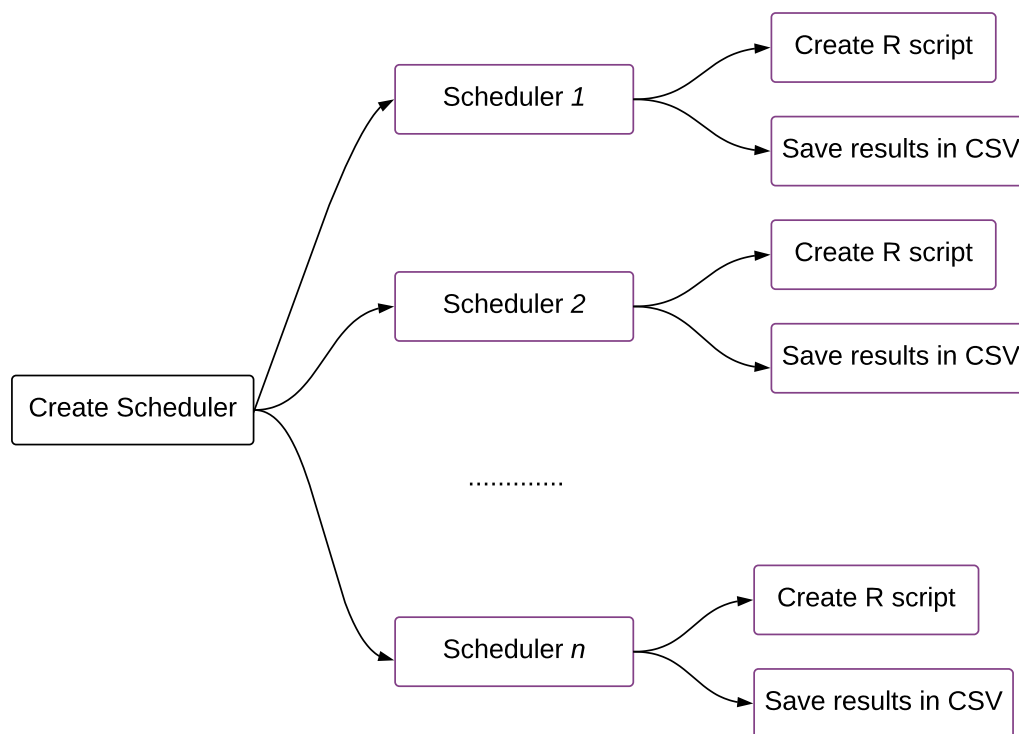 Create R script
Scheduler 1
Save results in CSV
Create R script
Scheduler 2
Save results in CSV
Create Scheduler
.............
Create R script
Scheduler n
Save results in CSV